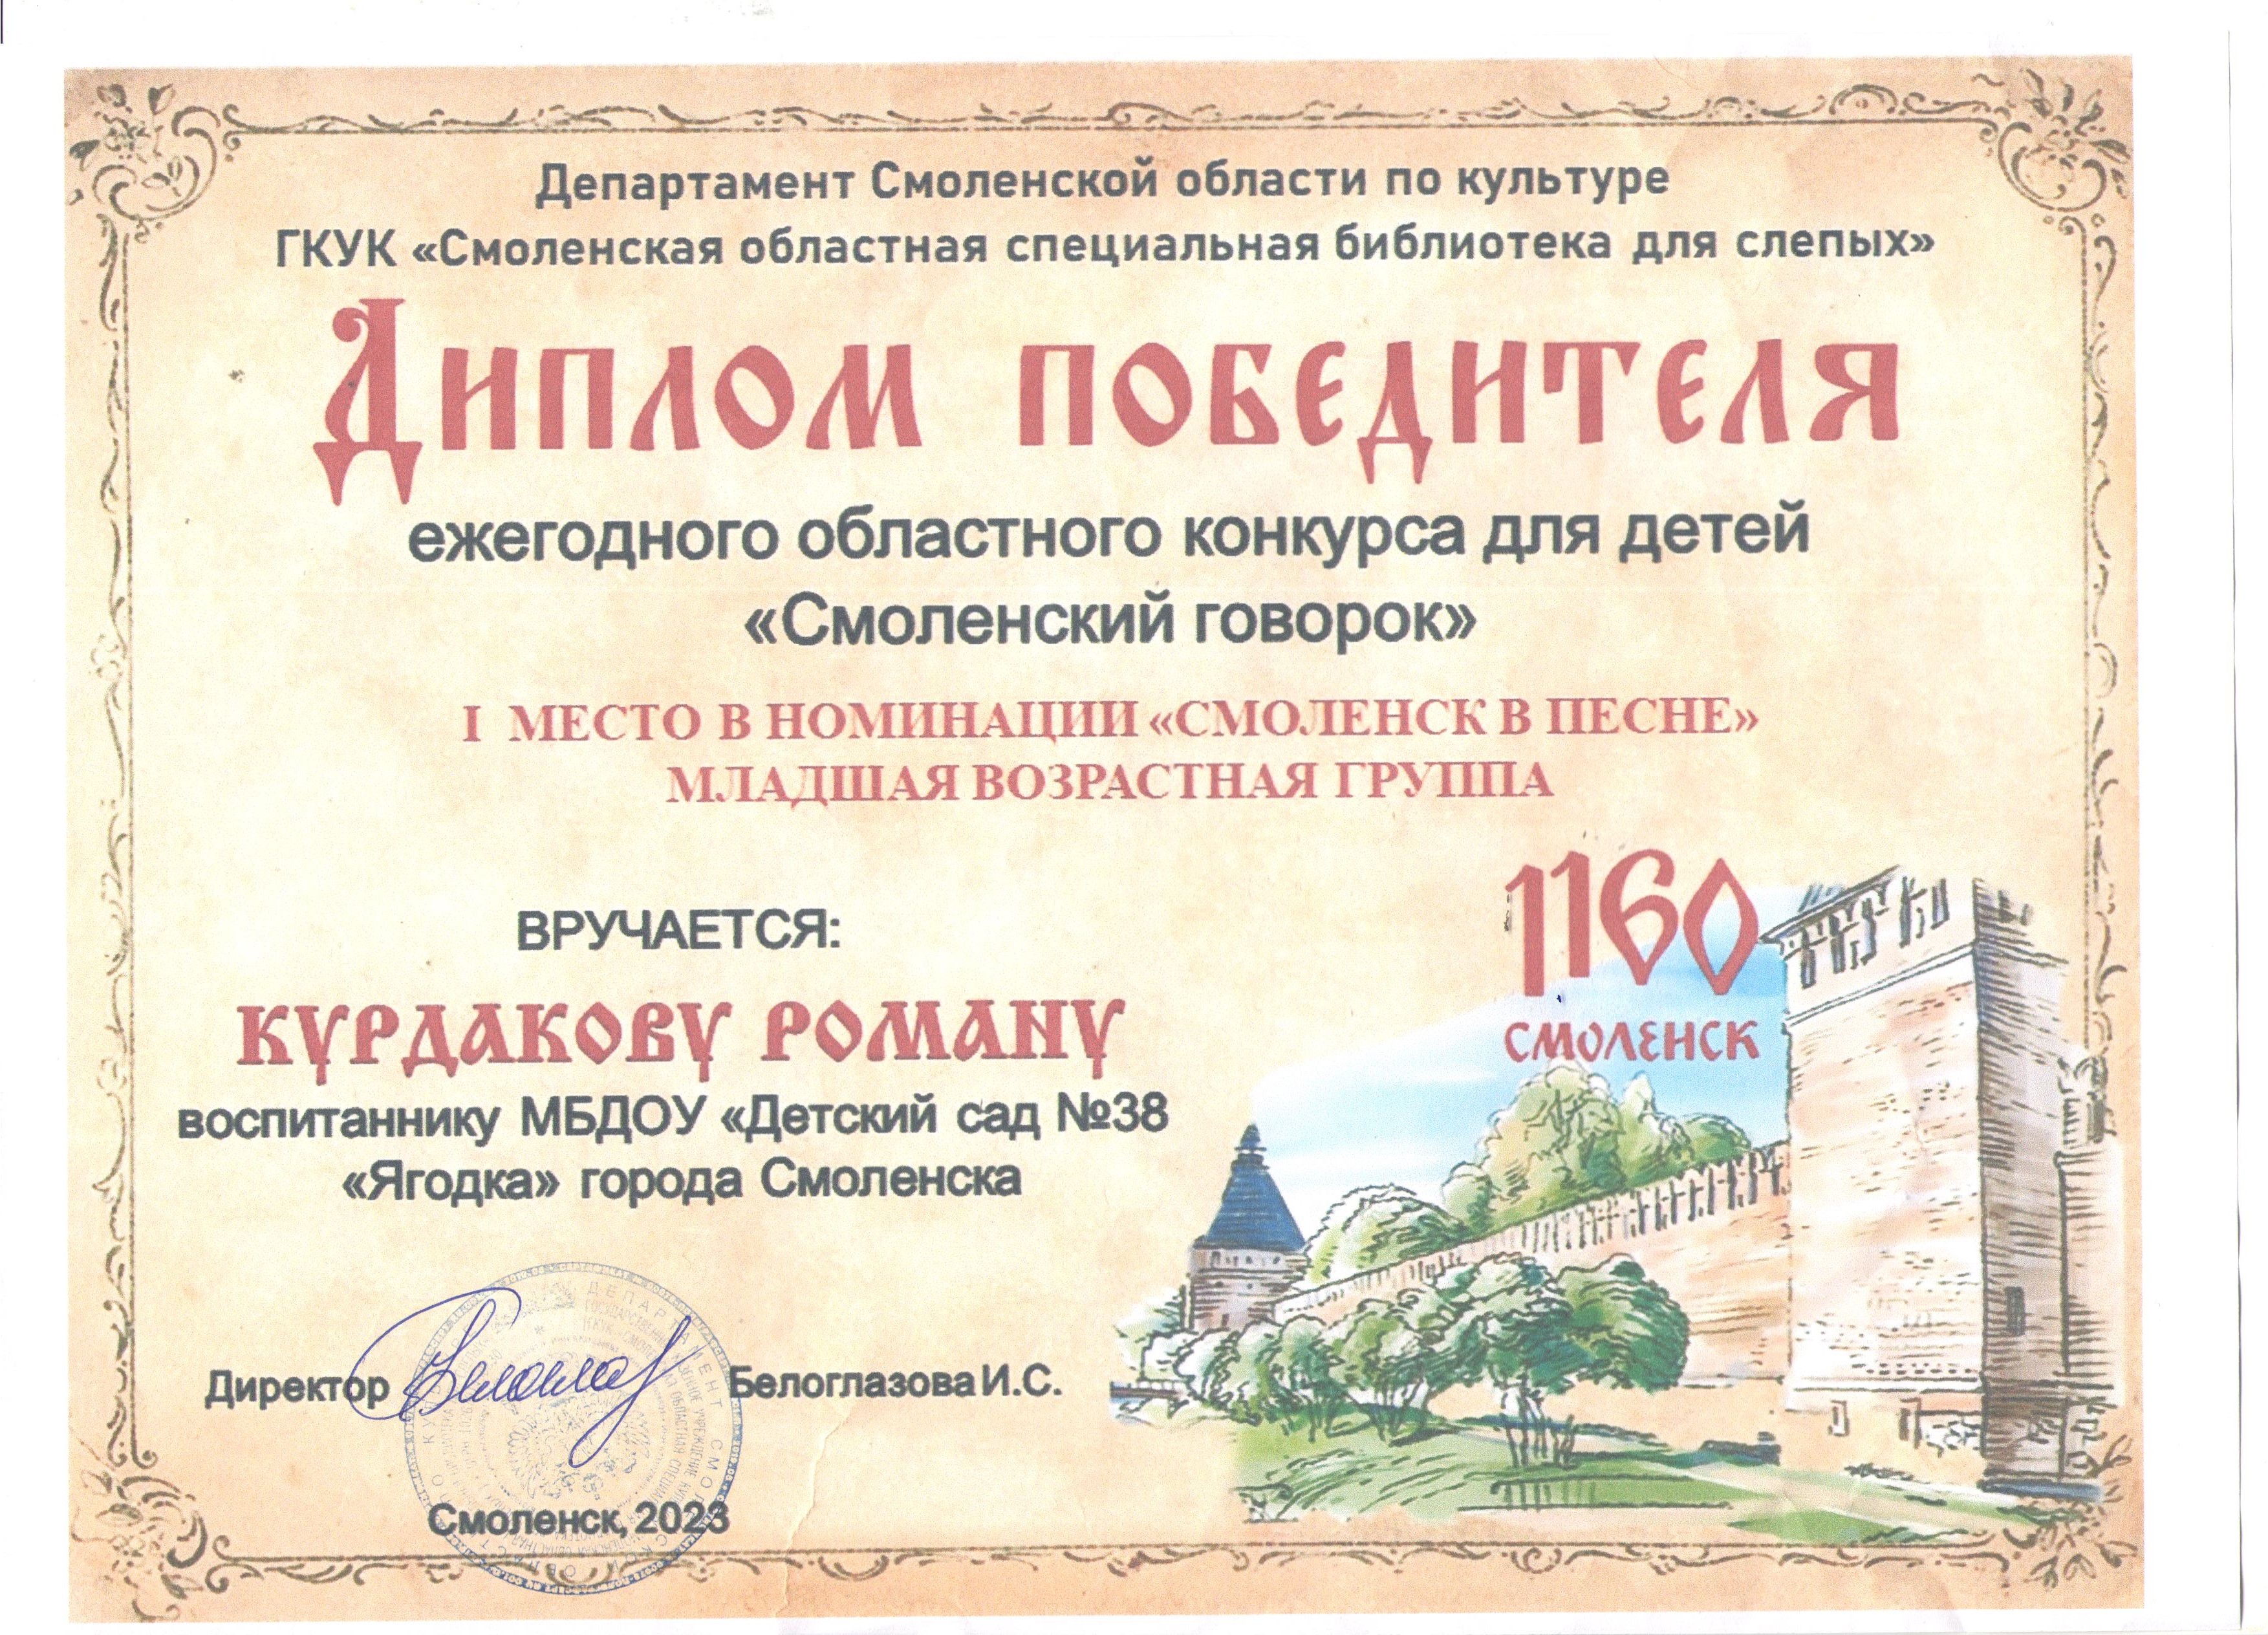 Департамент Смоленской области по культуре
ГКУК «Смоленская областная специальная библиотека для слепых»
Диплом победителя
ежегодного областного конкурса для детей
«Смоленский говорок»
I МЕСТО В НОМИНАЦИИ «СМОЛЕНСК В ПЕСНЕ»
МЛАДШАЯ ВОЗРАСТНАЯ ГРУППА
1160
СМОЛЕНСК
ВРУЧАЕТСЯ:
КУРДАКОВУ РОМАНУ
воспитаннику МБДОУ «Детский сад №38
«Ягодка» города Смоленска
Директор
Белоглазова И.С.
Смоленск, 2023